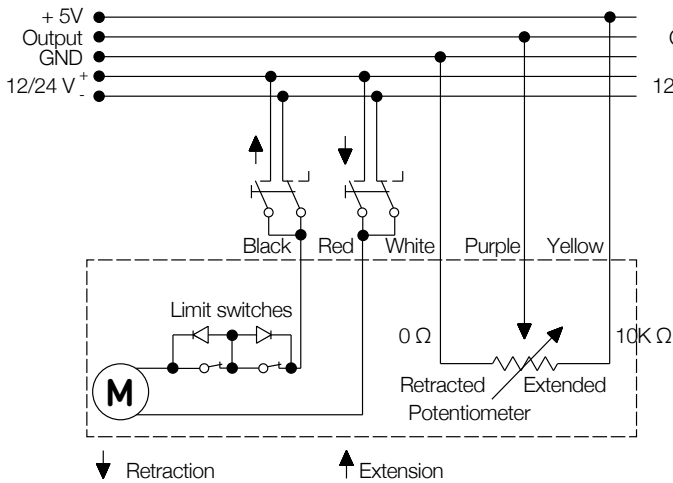 + 5V
Output
GND
12/24 V +
-
12
Black Red White Purple Yellow
Limit switches
0 Ω
10K Ω
M
Retracted Extended
Potentiometer
Retraction Extension